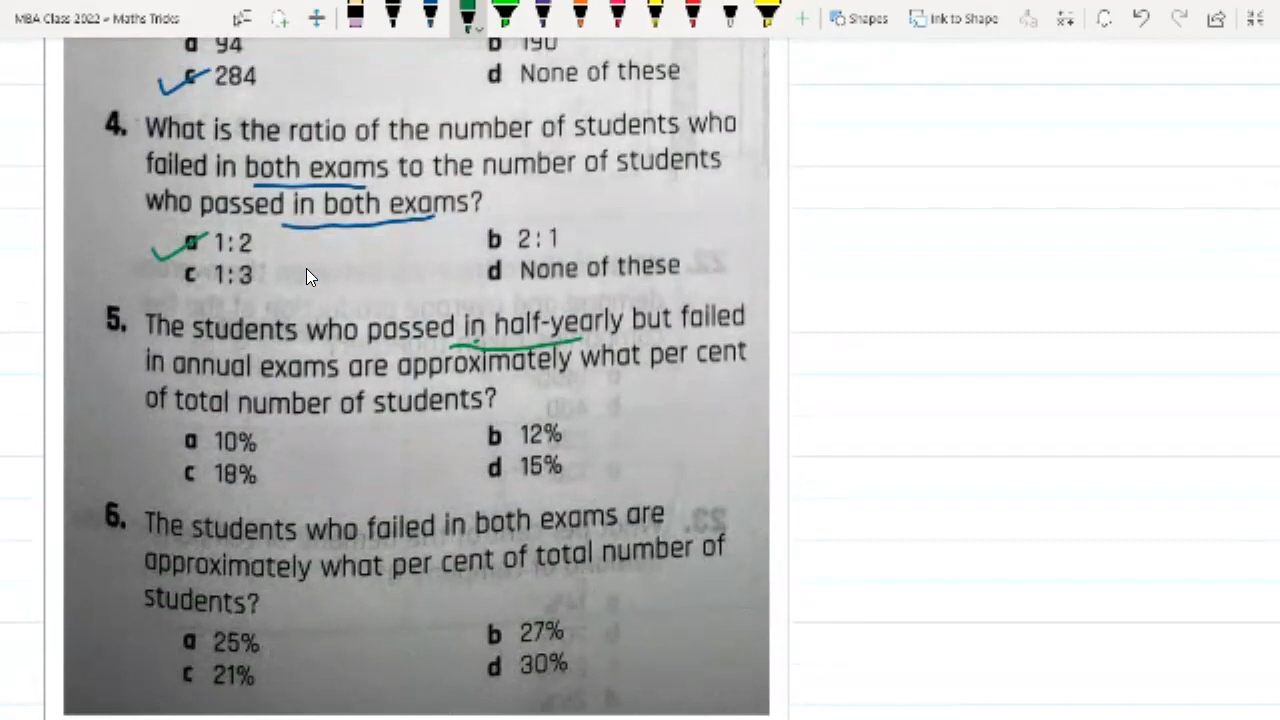 MBA Class 2022 – Maths Tricks
Shapes
Ink to Shape
a 94 b 190
c 284 d None of these
4. What is the ratio of the number of students who
failed in both exams to the number of students
who passed in both exams?
a 1:2 b 2:1
c 1:3 d None of these
5. The students who passed in half-yearly but failed
in annual exams are approximately what per cent
of total number of students?
a 10% b 12%
c 18% d 15%
6. The students who failed in both exams are
approximately what per cent of total number of
students?
a 25% b 27%
c 21% d 30%